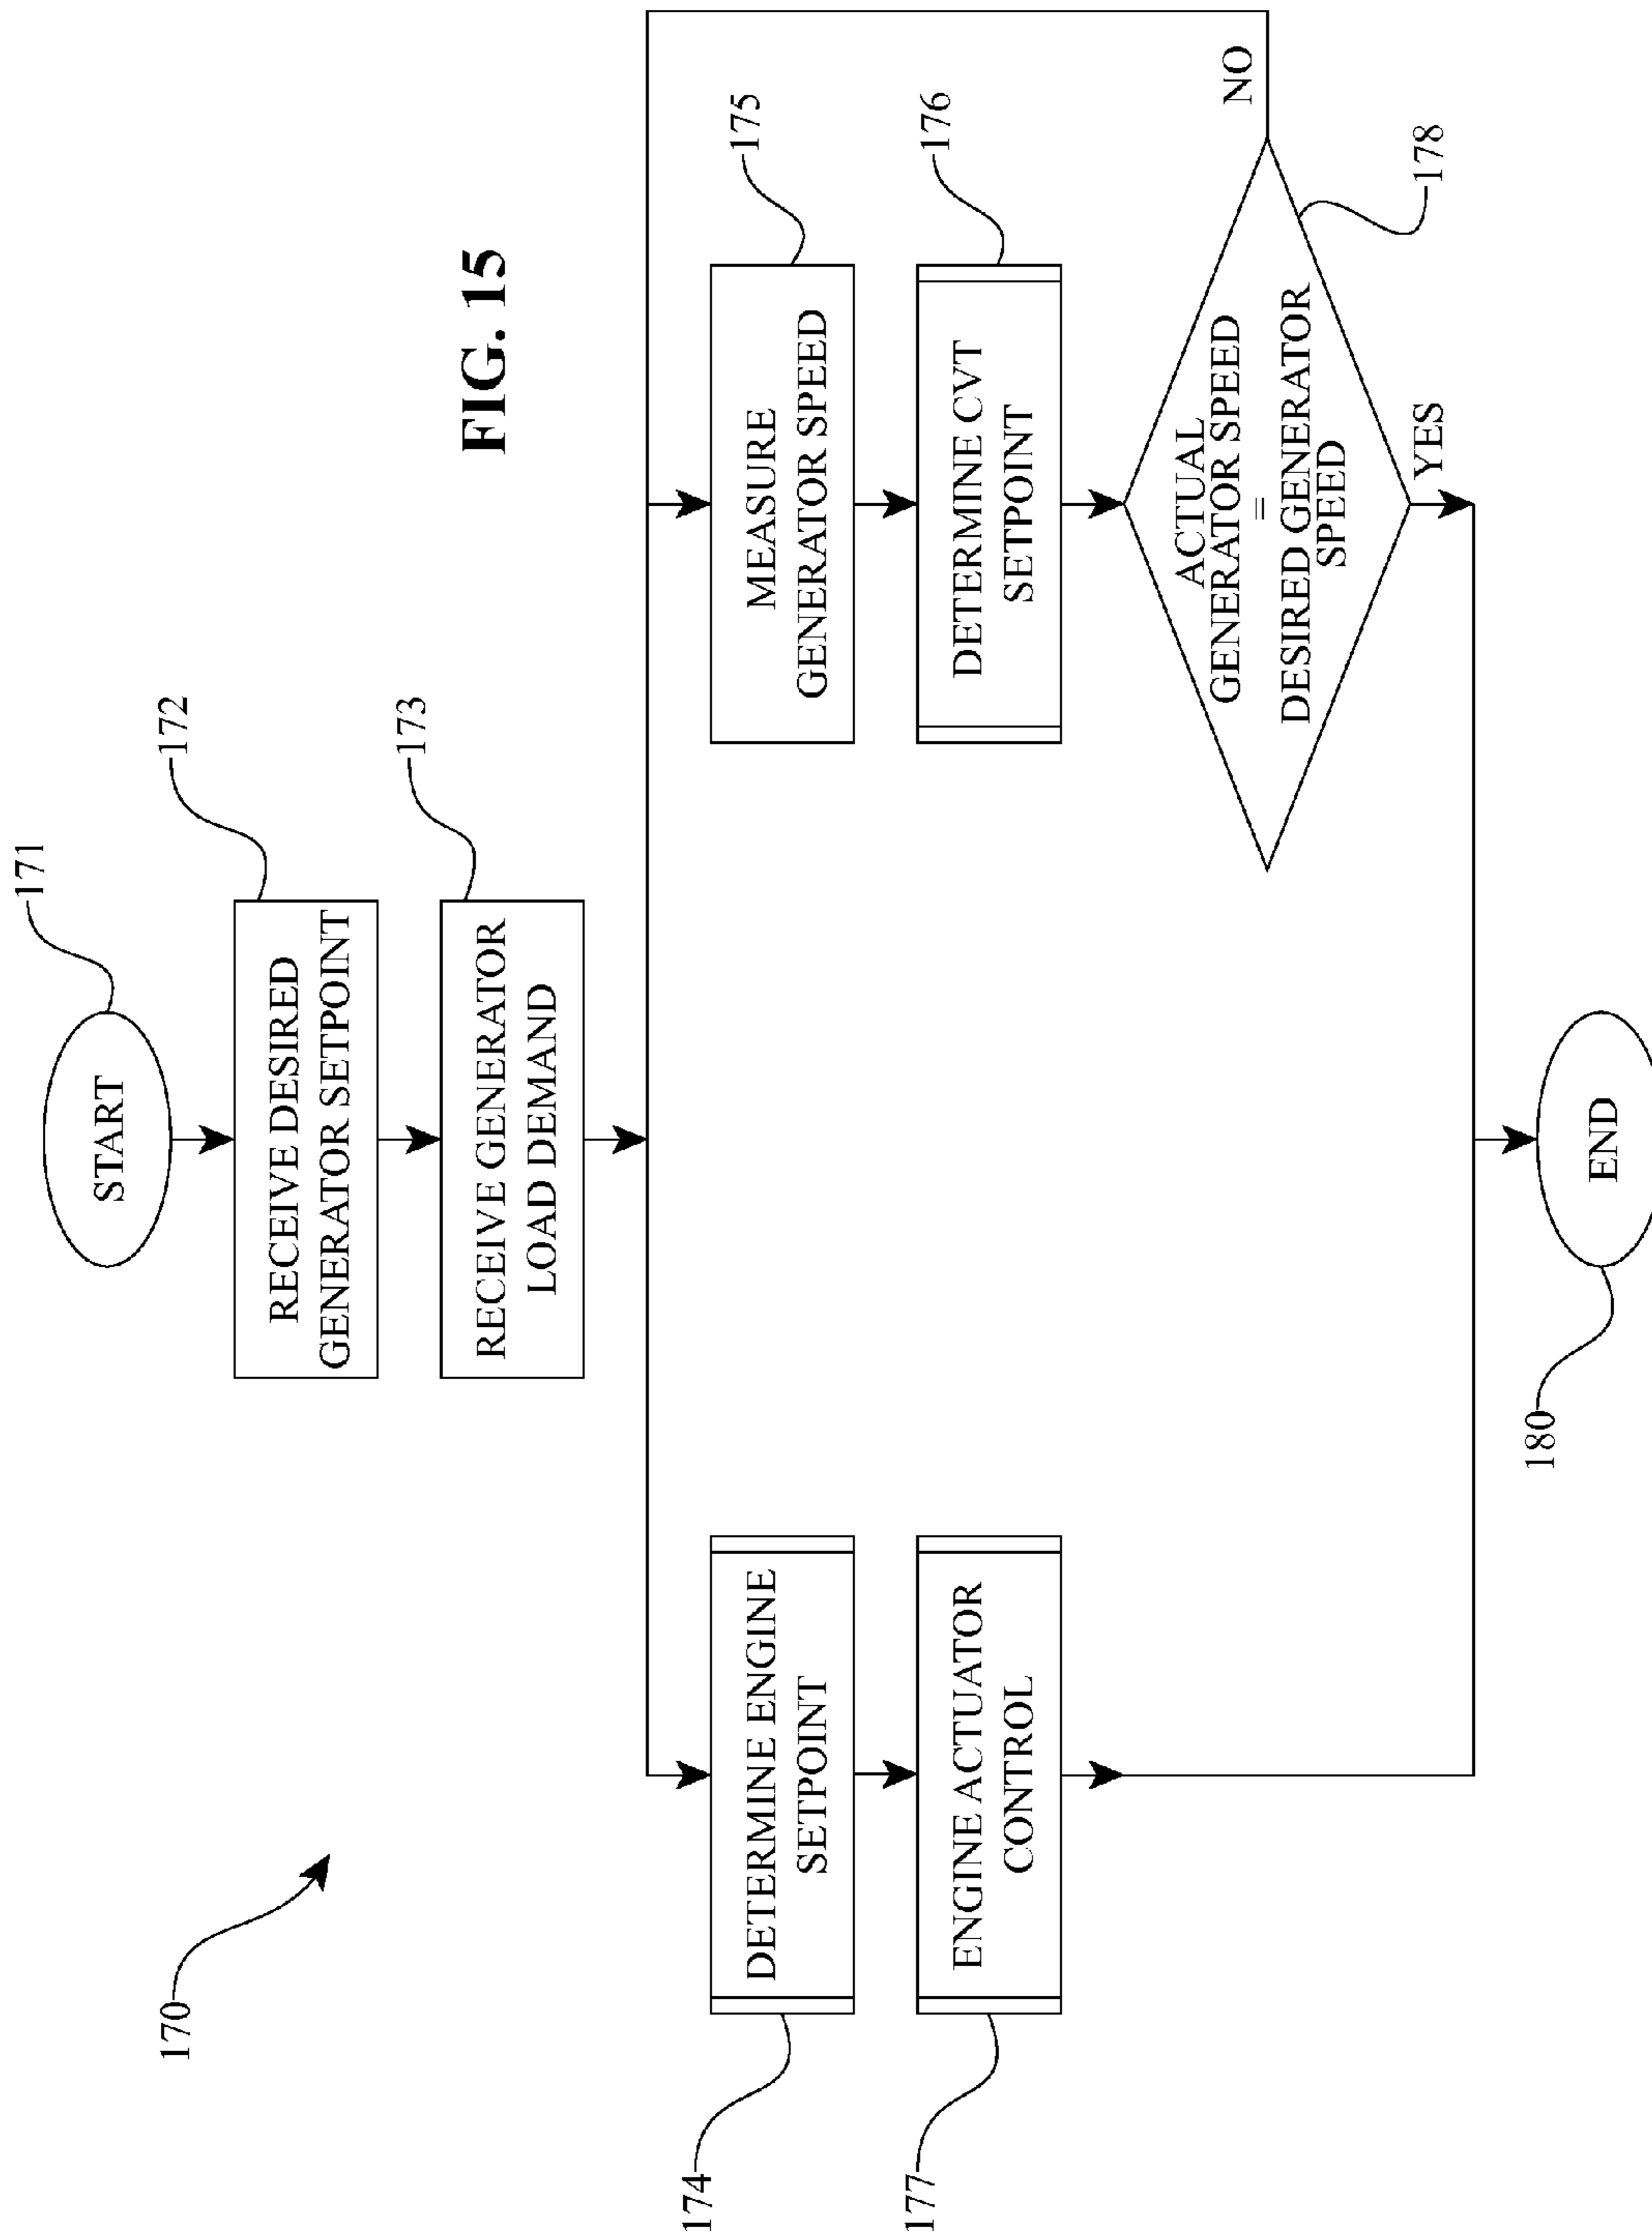 170
START
171
RECEIVE DESIRED
GENERATOR SETPOINT
172
RECEIVE GENERATOR
LOAD DEMAND
173
FIG. 15
174
DETERMINE ENGINE
SETPOINT
177
ENGINE ACTUATOR
CONTROL
MEASURE
GENERATOR SPEED
175
DETERMINE CVT
SETPOINT
176
ACTUAL
GENERATOR SPEED
=
DESIRED GENERATOR
SPEED
NO
178
YES
180
END